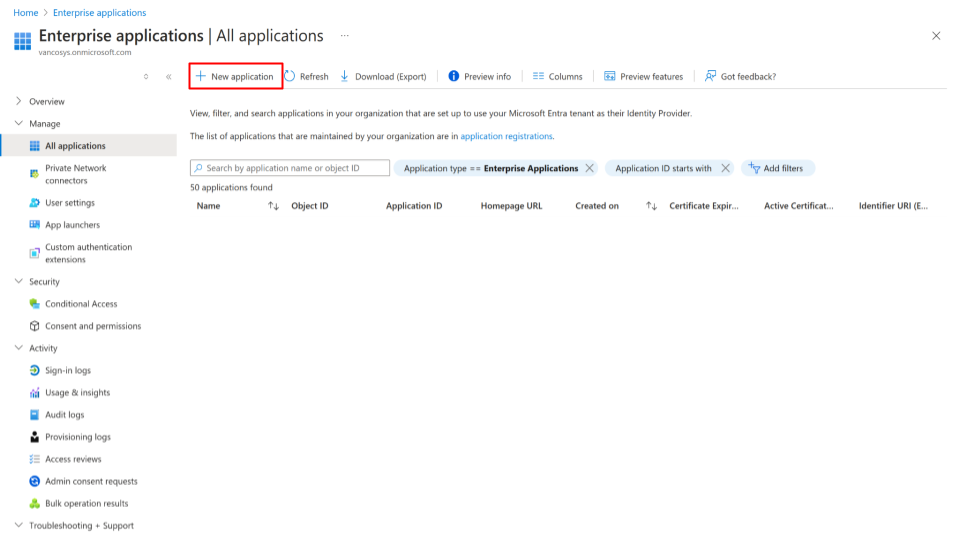 Home > Enterprise applications
Enterprise applications | All applications ...
vancosys.onmicrosoft.com
New application
Refresh
Download (Export)
Preview info
Columns
Preview features
Got feedback?
Overview
Manage
All applications
Private Network
connectors
User settings
App launchers
Custom authentication
extensions
Security
Conditional Access
Consent and permissions
Activity
Sign-in logs
Usage & insights
Audit logs
Provisioning logs
Access reviews
Admin consent requests
Bulk operation results
Troubleshooting + Support
View, filter, and search applications in your organization that are set up to use your Microsoft Entra tenant as their Identity Provider.
The list of applications that are maintained by your organization are in application registrations.
Search by application name or object ID
Application type == Enterprise Applications
Application ID starts with
Add filters
50 applications found
Name
Object ID
Application ID
Homepage URL
Created on
Certificate Expir...
Active Certificat...
Identifier URI (E...